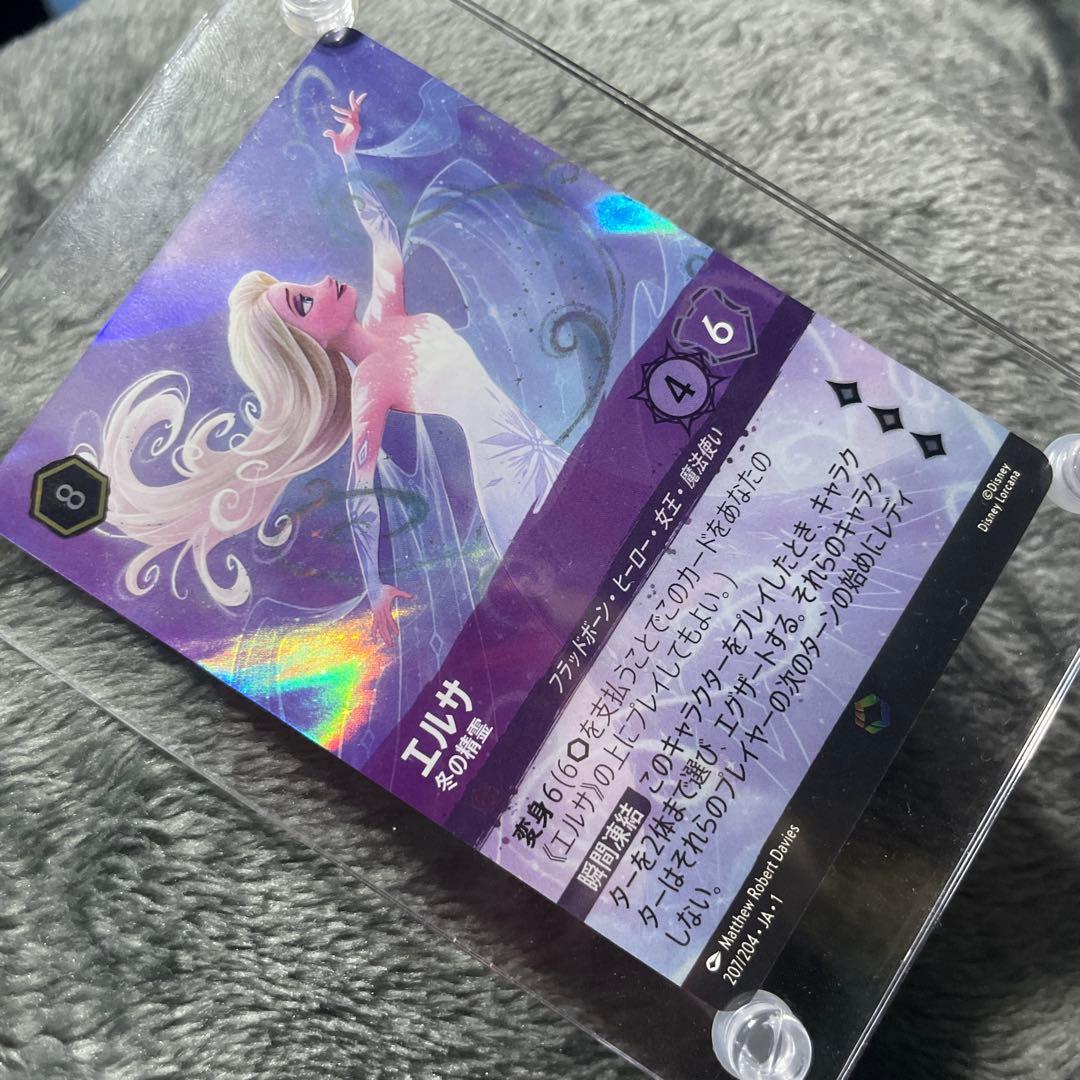 8
エルサ
冬の精霊
4
6
フラッドボーン・ヒーロー・女王・魔法使い
変身 6(6⬡を支払うことでこのカードをあなたの
《エルサ》の上にプレイしてもよい。)
瞬間凍結 このキャラクターをプレイしたとき、キャラク
ターを2体まで選び、エグザートする。それらのキャラク
ターはそれらのプレイヤーの次のターンの始めにレディ
しない。
Matthew Robert Davies
207/204・JA・1
©Disney
Disney Lorcana